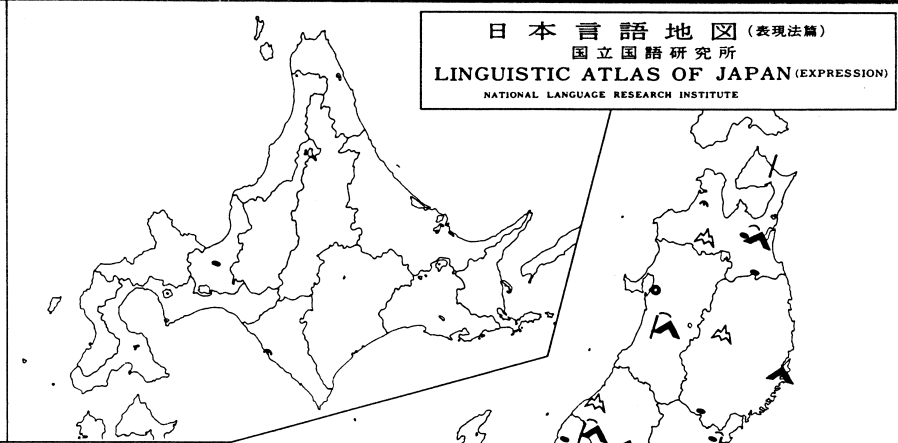 日本言語地図(表現法篇)
国立国語研究所
LINGUISTIC ATLAS OF JAPAN (EXPRESSION)
NATIONAL LANGUAGE RESEARCH INSTITUTE